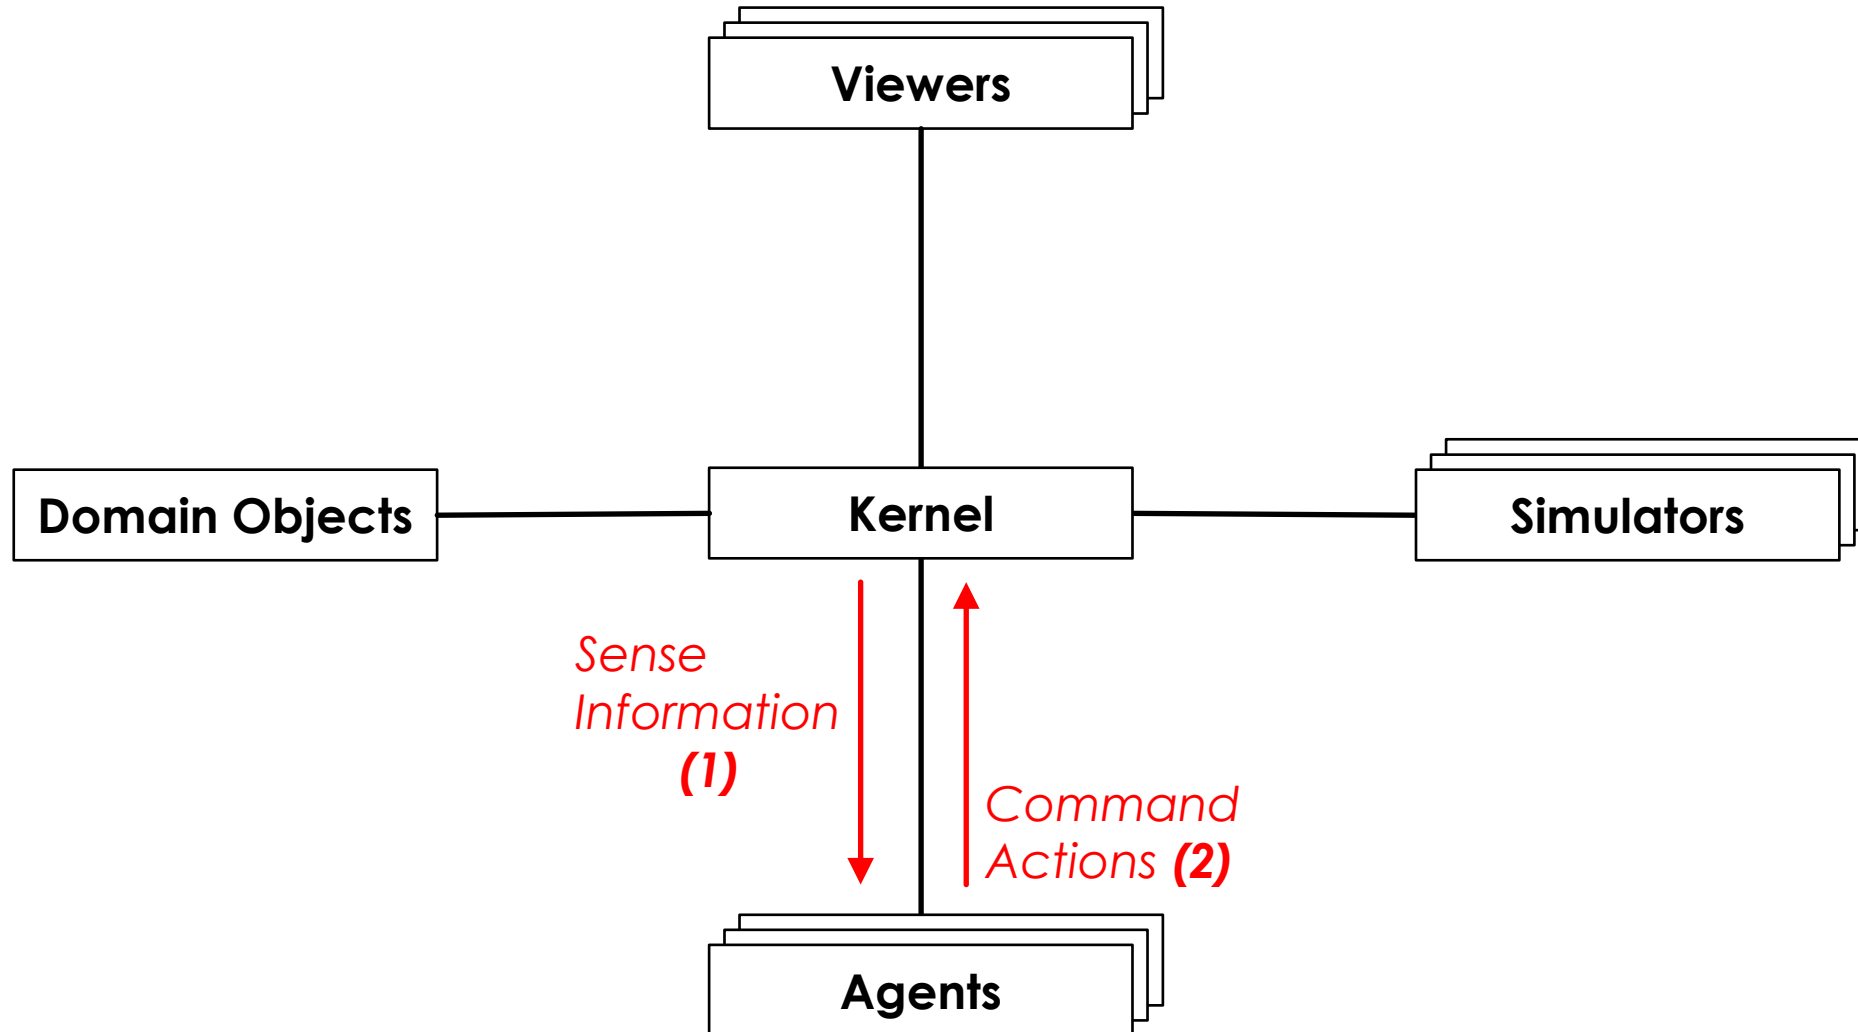 Viewers
Domain Objects
Kernel
Simulators
Sense
Information
(1)
Command
Actions (2)
Agents